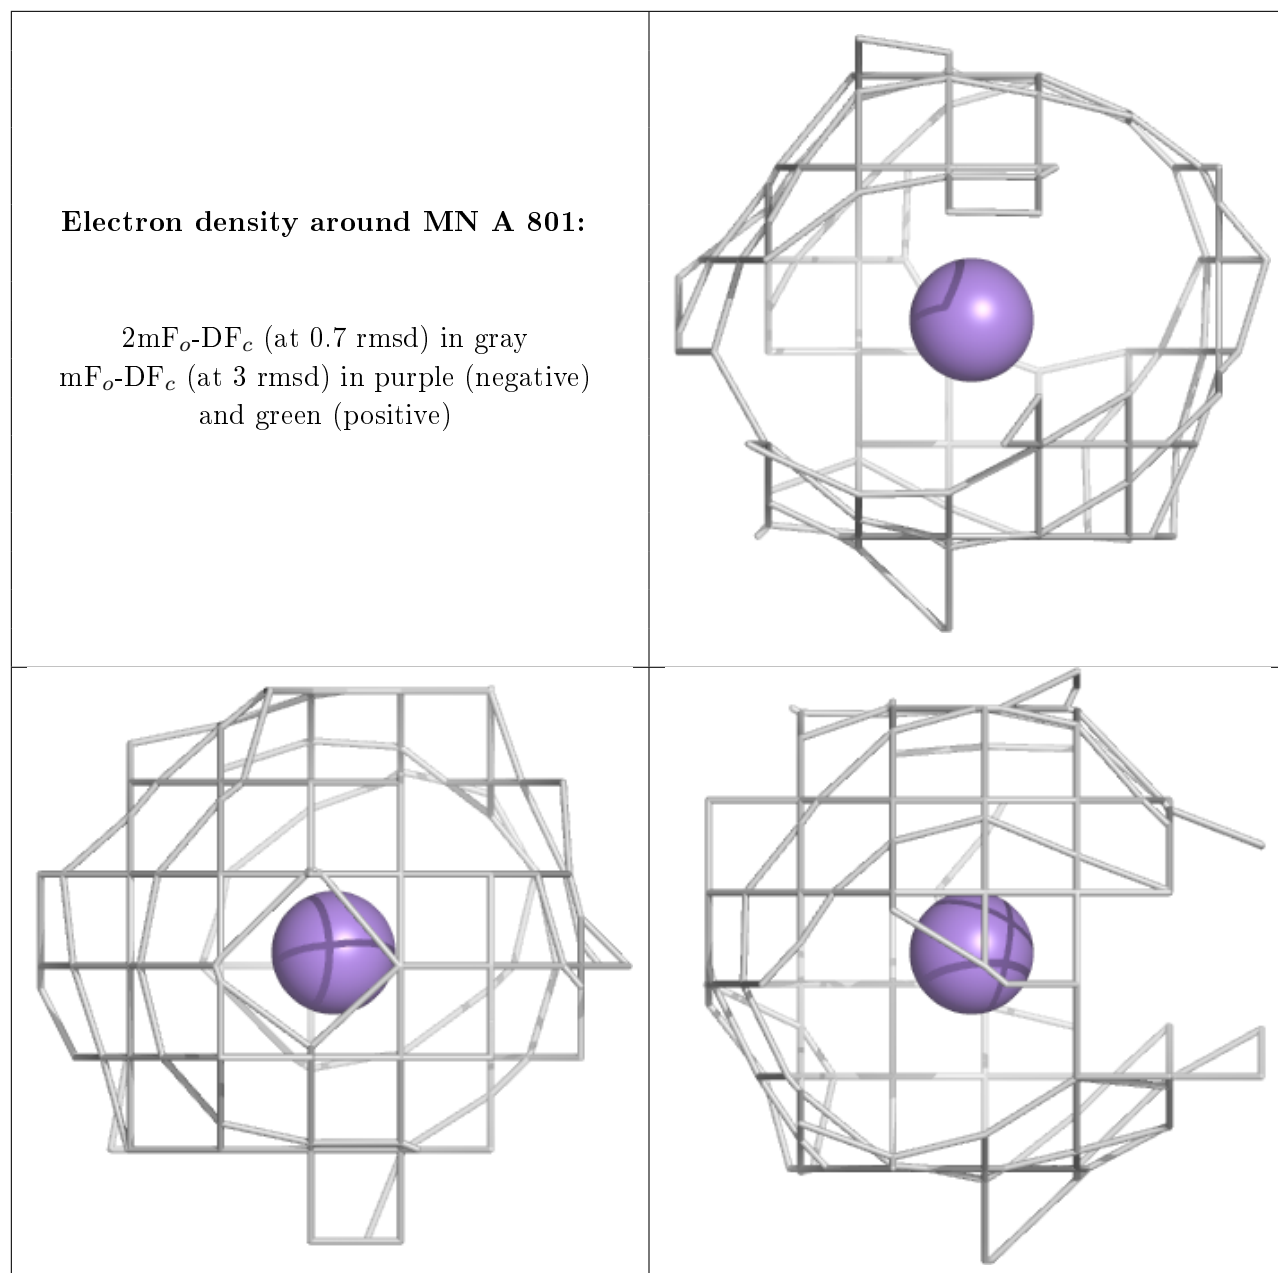 Electron density around MN A 801:
2mFo-DFc (at 0.7 rmsd) in gray
mFo-DFc (at 3 rmsd) in purple (negative)
and green (positive)